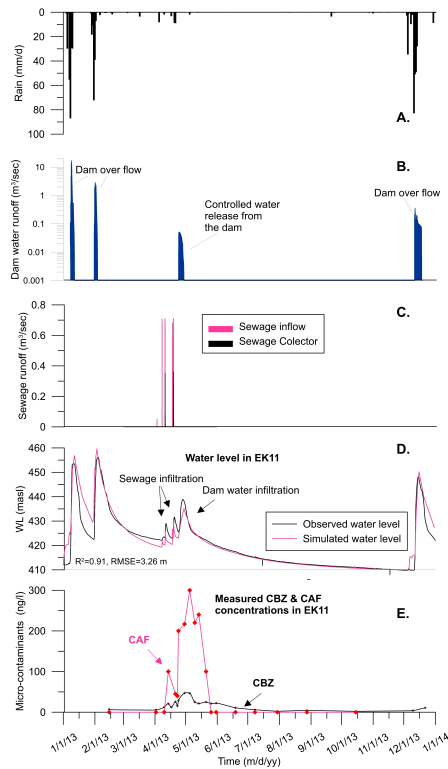 0
20
40
60
80
100
Rain (mm/d)
A.
10
1
0.1
0.01
0.001
Dam water runoff (m³/sec)
B.
Dam over flow
Controlled water
release from
the dam
Dam over flow
0.8
0.6
0.4
0.2
0
Sewage runoff (m³/sec)
C.
Sewage inflow
Sewage Colector
460
450
440
430
420
410
WL (masl)
Water level in EK11
D.
Sewage infiltration
Dam water infiltration
Observed water level
Simulated water level
R²=0.91, RMSE=3.26 m
300
200
100
0
Micro-contaminants (ng/l)
Measured CBZ & CAF
concentrations in EK11
E.
CAF
CBZ
1/1/13
2/1/13
3/1/13
4/1/13
5/1/13
6/1/13
7/1/13
8/1/13
9/1/13
10/1/13
11/1/13
12/1/13
1/1/14
Time (m/d/yy)